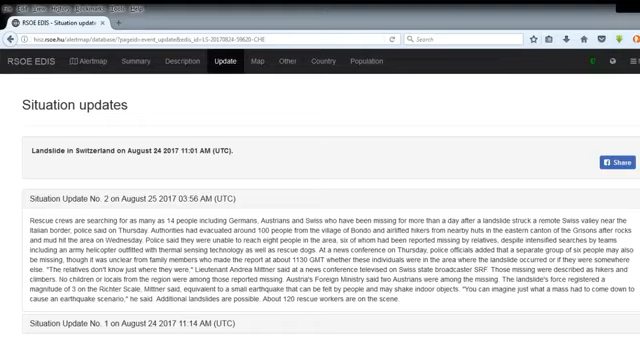 File Edit View History Bookmarks Tools Help
RSOE EDIS - Situation update
hisz.rsoe.hu/alertmap/database/?pageid=event_update&edis_id=LS-20170824-59620-CHE
Search
RSOE EDIS Alertmap Summary Description Update Map Other Country Population
Situation updates
Landslide in Switzerland on August 24 2017 11:01 AM (UTC).
Share
Situation Update No. 2 on August 25 2017 03:56 AM (UTC)
Rescue crews are searching for as many as 14 people including Germans, Austrians and Swiss who have been missing for more than a day after a landslide struck a remote Swiss valley near the
Italian border, police said on Thursday. Authorities had evacuated around 100 people from the village of Bondo and airlifted hikers from nearby huts in the eastern canton of the Grisons after rocks
and mud hit the area on Wednesday. Police said they were unable to reach eight people in the area, six of whom had been reported missing by relatives, despite intensified searches by teams
including an army helicopter outfitted with thermal sensing technology as well as rescue dogs. At a news conference on Thursday, police officials added that a separate group of six people may also
be missing, though it was unclear from family members who made the report at about 1130 GMT whether these individuals were in the area where the landslide occurred or if they were somewhere
else. "The relatives don't know just where they were," Lieutenant Andrea Mittner said at a news conference televised on Swiss state broadcaster SRF. Those missing were described as hikers and
climbers. No children or locals from the region were among those reported missing. Austria's Foreign Ministry said two Austrians were among the missing. The landslide's force registered a
magnitude of 3 on the Richter Scale, Mittner said, equivalent to a small earthquake that can be felt by people and may shake indoor objects. "You can imagine just what a mass had to come down to
cause an earthquake scenario," he said. Additional landslides are possible. About 120 rescue workers are on the scene.
Situation Update No. 1 on August 24 2017 11:14 AM (UTC)